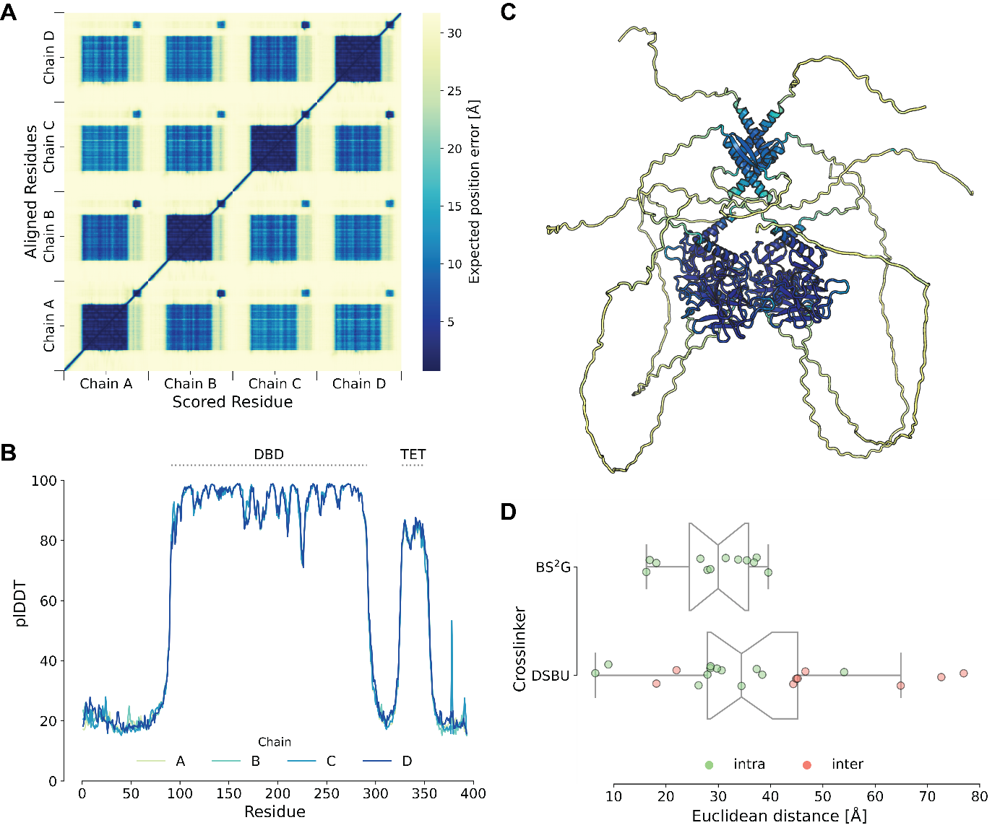 A
Chain D
Chain C
Chain B
Chain A
Aligned Residues
Chain A Chain B Chain C Chain D
Scored Residue
30
25
20
15
10
5
Expected position error [Å]
C
B
DBD TET
100
80
60
40
20
0
plDDT
Chain
A B C D
0 50 100 150 200 250 300 350 400
Residue
D
BS²G
DSBU
Crosslinker
intra inter
10 20 30 40 50 60 70 80
Euclidean distance [Å]